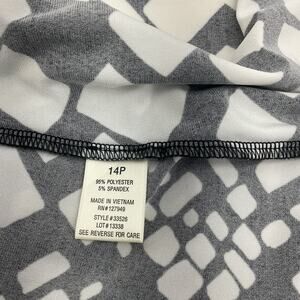 14P
95% POLYESTER
5% SPANDEX
MADE IN VIETNAM
RN#127949
STYLE#33526
LOT#13338
SEE REVERSE FOR CARE